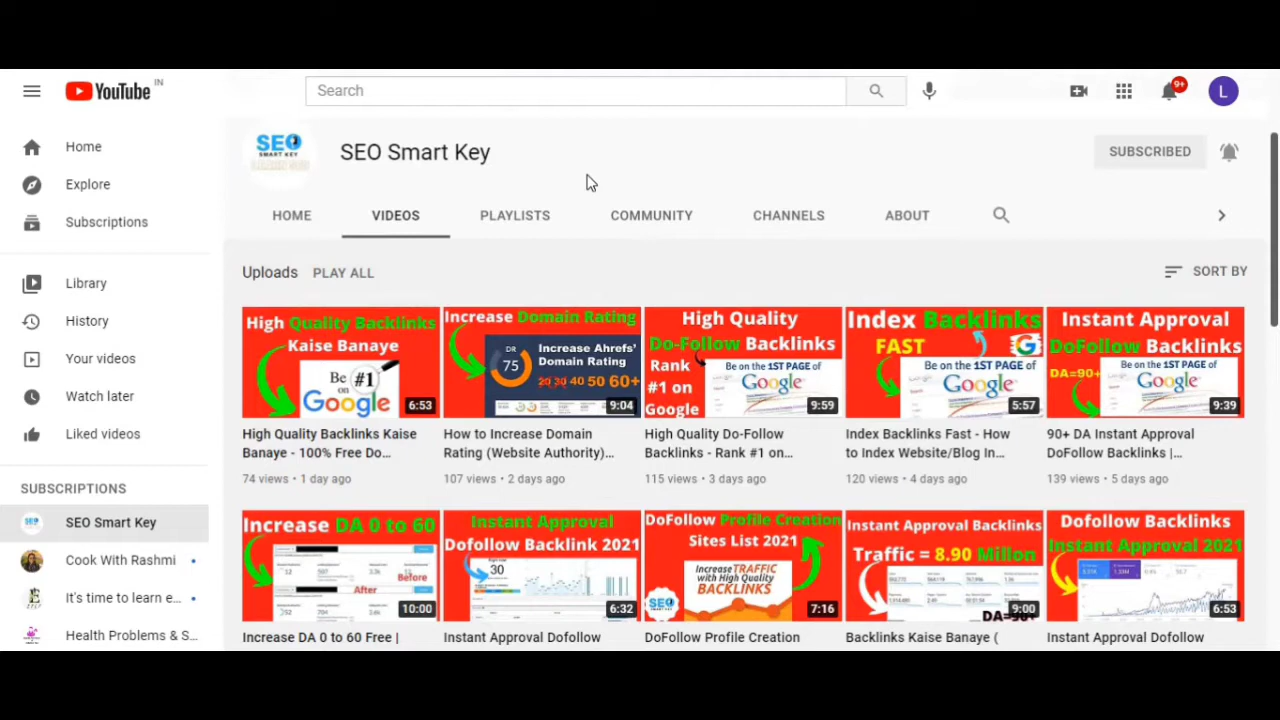 YouTube IN
Search
9+
L
Home
Explore
Subscriptions
Library
History
Your videos
Watch later
Liked videos
SUBSCRIPTIONS
SEO Smart Key
Cook With Rashmi
It's time to learn e...
Health Problems & S...
SEO
SMART KEY
SEO Smart Key
SUBSCRIBED
HOME
VIDEOS
PLAYLISTS
COMMUNITY
CHANNELS
ABOUT
Uploads
PLAY ALL
SORT BY
High Quality Backlinks
Kaise Banaye
Be on #1
Google
6:53
High Quality Backlinks Kaise
Banaye - 100% Free Do...
74 views • 1 day ago
Increase Domain Rating
DR
75
Increase Ahrefs'
Domain Rating
20 30 40 50 60+
9:04
How to Increase Domain
Rating (Website Authority)...
107 views • 2 days ago
High Quality
Do-Follow Backlinks
Rank
#1 on
Google
Be on the 1ST PAGE of
Google
9:59
High Quality Do-Follow
Backlinks - Rank #1 on...
115 views • 3 days ago
Index Backlinks
FAST
Be on the 1ST PAGE of
Google
5:57
Index Backlinks Fast - How
to Index Website/Blog In...
120 views • 4 days ago
Instant Approval
DoFollow Backlinks
DA=90+
Be on the 1ST PAGE of
Google
9:39
90+ DA Instant Approval
DoFollow Backlinks |...
139 views • 5 days ago
Increase DA 0 to 60
Before
After
10:00
Increase DA 0 to 60 Free |
Instant Approval
Dofollow Backlink 2021
30
6:32
Instant Approval Dofollow
DoFollow Profile Creation
Sites List 2021
Increase TRAFFIC
with High Quality
BACKLINKS
SEO
7:16
DoFollow Profile Creation
Instant Approval Backlinks
Traffic = 8.90 Millon
9:00
DA=90+
Backlinks Kaise Banaye (
Dofollow Backlinks
Instant Approval 2021
6:53
Instant Approval Dofollow